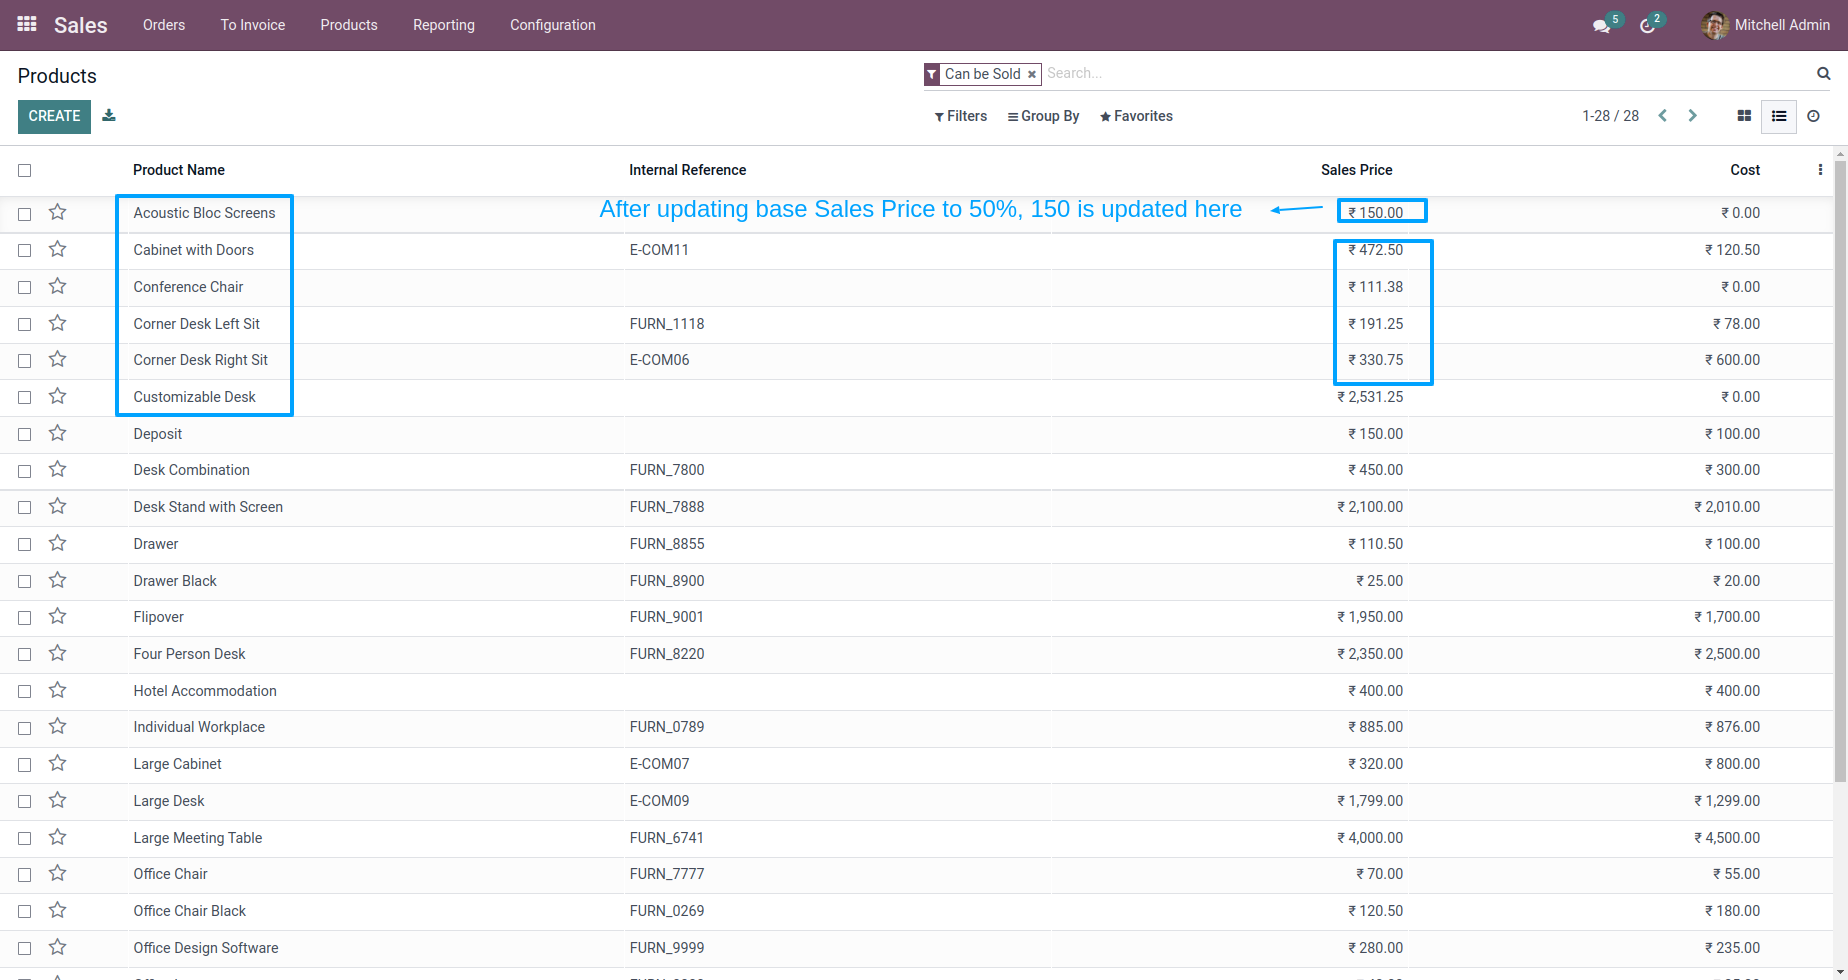 Sales Orders To Invoice Products Reporting Configuration 5 2 Mitchell Admin
Products Can be Sold × Search...
CREATE Filters Group By Favorites 1-28 / 28
Product Name Internal Reference Sales Price Cost
Acoustic Bloc Screens After updating base Sales Price to 50%, 150 is updated here ₹ 150.00 ₹ 0.00
Cabinet with Doors E-COM11 ₹ 472.50 ₹ 120.50
Conference Chair ₹ 111.38 ₹ 0.00
Corner Desk Left Sit FURN_1118 ₹ 191.25 ₹ 78.00
Corner Desk Right Sit E-COM06 ₹ 330.75 ₹ 600.00
Customizable Desk ₹ 2,531.25 ₹ 0.00
Deposit ₹ 150.00 ₹ 100.00
Desk Combination FURN_7800 ₹ 450.00 ₹ 300.00
Desk Stand with Screen FURN_7888 ₹ 2,100.00 ₹ 2,010.00
Drawer FURN_8855 ₹ 110.50 ₹ 100.00
Drawer Black FURN_8900 ₹ 25.00 ₹ 20.00
Flipover FURN_9001 ₹ 1,950.00 ₹ 1,700.00
Four Person Desk FURN_8220 ₹ 2,350.00 ₹ 2,500.00
Hotel Accommodation ₹ 400.00 ₹ 400.00
Individual Workplace FURN_0789 ₹ 885.00 ₹ 876.00
Large Cabinet E-COM07 ₹ 320.00 ₹ 800.00
Large Desk E-COM09 ₹ 1,799.00 ₹ 1,299.00
Large Meeting Table FURN_6741 ₹ 4,000.00 ₹ 4,500.00
Office Chair FURN_7777 ₹ 70.00 ₹ 55.00
Office Chair Black FURN_0269 ₹ 120.50 ₹ 180.00
Office Design Software FURN_9999 ₹ 280.00 ₹ 235.00